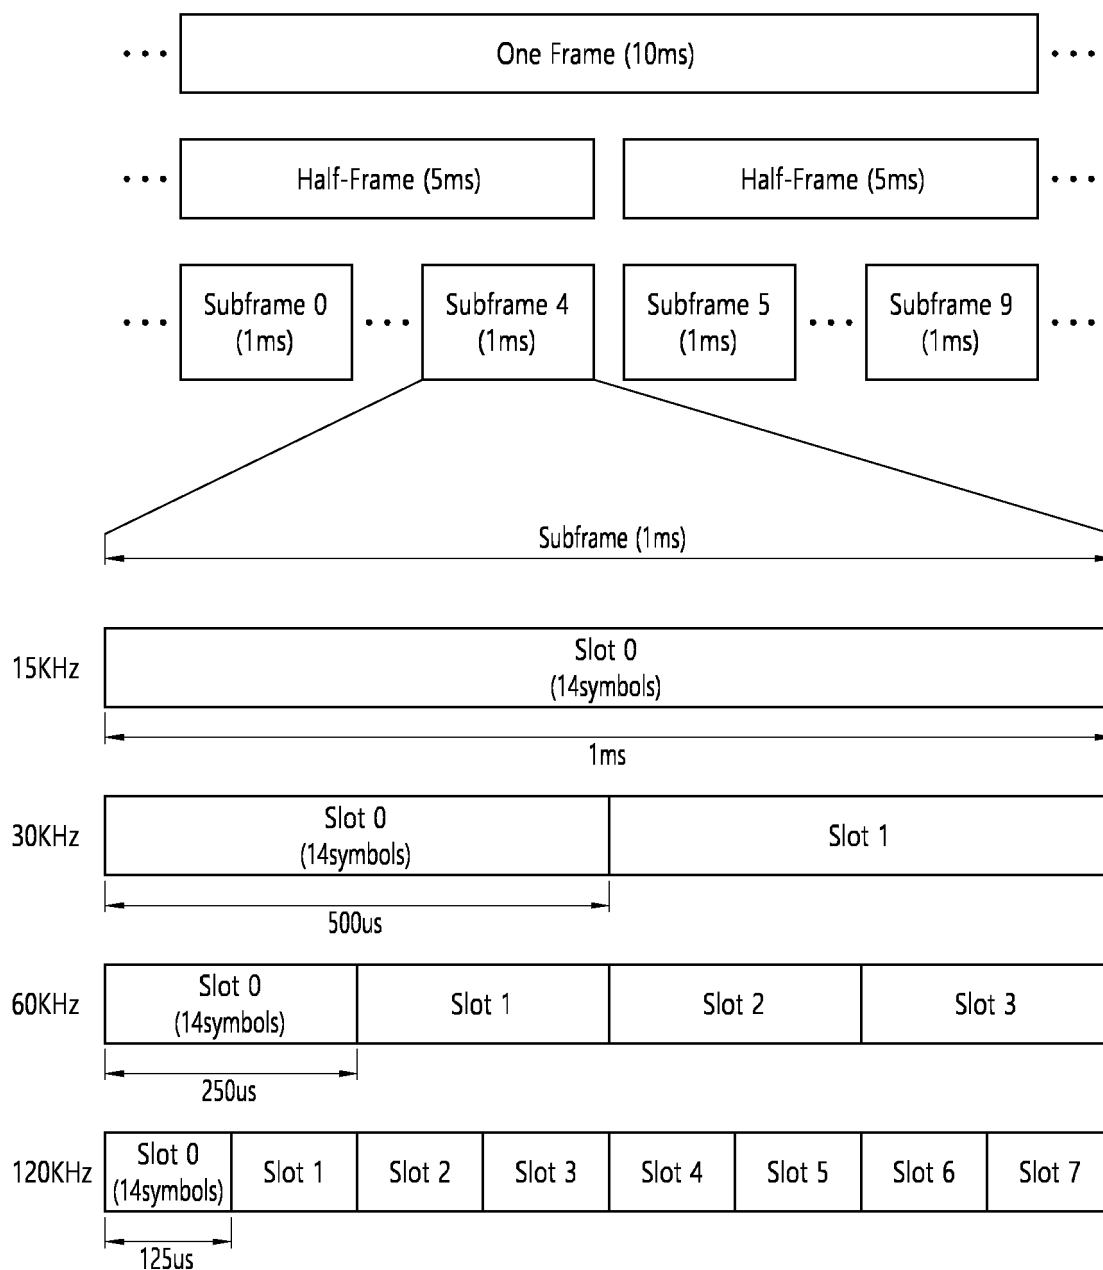 One Frame (10ms)
Half-Frame (5ms)
Half-Frame (5ms)
Subframe 0
(1ms)
Subframe 4
(1ms)
Subframe 5
(1ms)
Subframe 9
(1ms)
Subframe (1ms)
15KHz
Slot 0
(14symbols)
1ms
30KHz
Slot 0
(14symbols)
Slot 1
500us
60KHz
Slot 0
(14symbols)
Slot 1
Slot 2
Slot 3
250us
120KHz
Slot 0
(14symbols)
Slot 1
Slot 2
Slot 3
Slot 4
Slot 5
Slot 6
Slot 7
125us